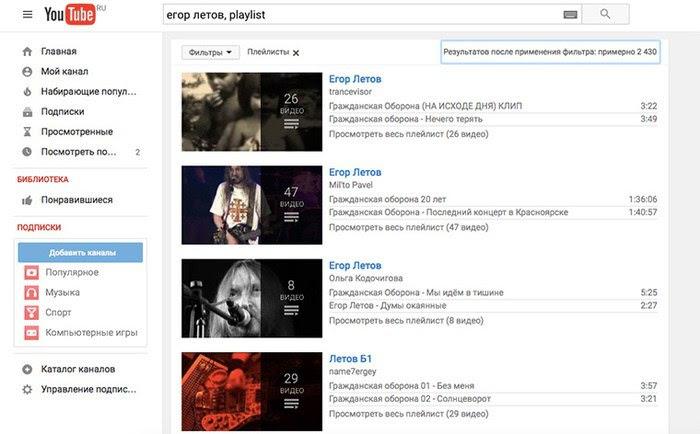 YouTube RU
егор летов, playlist
Главная
Мой канал
Набирающие попул...
Подписки
Просмотренные
Посмотреть по... 2
БИБЛИОТЕКА
Понравившиеся
ПОДПИСКИ
Добавить каналы
Популярное
Музыка
Спорт
Компьютерные игры
Каталог каналов
Управление подпис...
Фильтры
Плейлисты ×
Результатов после применения фильтра: примерно 2 430
26
ВИДЕО
Егор Летов
trancevisor
Гражданская Оборона (НА ИСХОДЕ ДНЯ) КЛИП 3:22
Гражданская Оборона - Нечего терять 3:49
Просмотреть весь плейлист (26 видео)
47
ВИДЕО
Егор Летов
Mil'to Pavel
Гражданская оборона 20 лет 1:36:06
Гражданская Оборона - Последний концерт в Красноярске 1:40:57
Просмотреть весь плейлист (47 видео)
8
ВИДЕО
Егор Летов
Ольга Кодочигова
Гражданская Оборона - Мы идём в тишине 5:25
Егор Летов - Думы окаянные 2:27
Просмотреть весь плейлист (8 видео)
29
ВИДЕО
Летов Б1
name7ergey
Гражданская оборона 01 - Без меня 3:57
Гражданская оборона 02 - Солнцеворот 3:21
Просмотреть весь плейлист (29 видео)